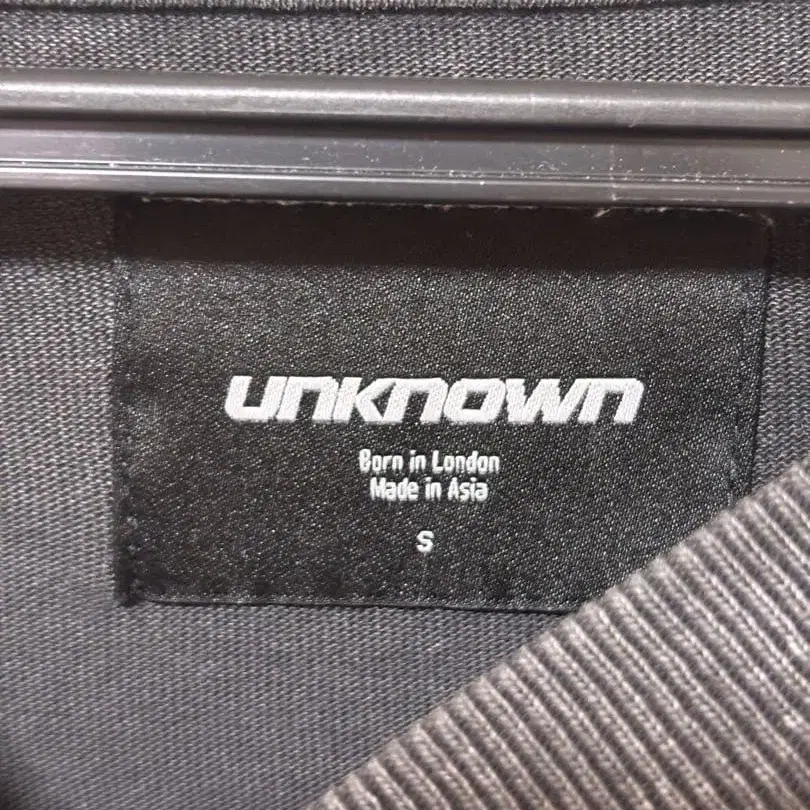 unknown
Born in London
Made in Asia
S